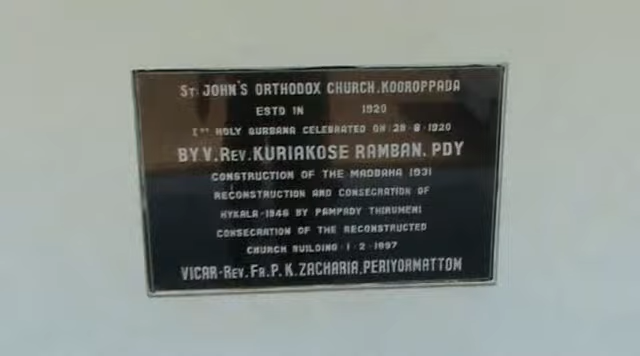 ST. JOHN'S ORTHODOX CHURCH, KOOROPPADA
ESTD IN 1920
1ST HOLY QURBANA CELEBRATED ON 29-8-1920
BY V. REV. KURIAKOSE RAMBAN. PDY
CONSTRUCTION OF THE MADBAHA 1931
RECONSTRUCTION AND CONSECRATION OF
HYKALA-1946 BY PAMPADY THIRUMENI
CONSECRATION OF THE RECONSTRUCTED
CHURCH BUILDING 1-2-1997
VICAR-REV. FR. P. K. ZACHARIA, PERIYORMATTOM